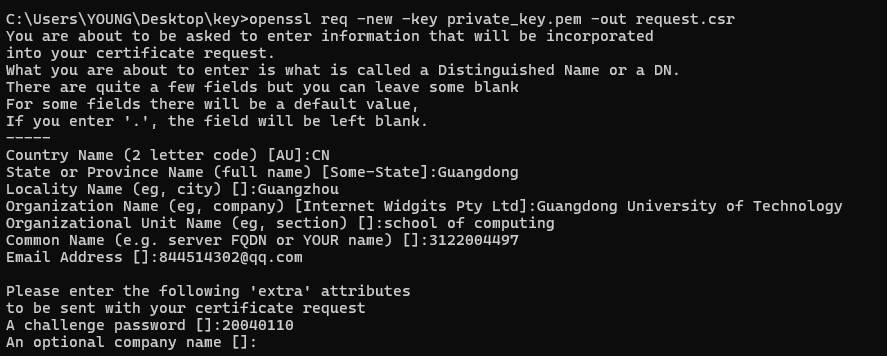 C:\Users\YOUNG\Desktop\key>openssl req -new -key private_key.pem -out request.csr
You are about to be asked to enter information that will be incorporated
into your certificate request.
What you are about to enter is what is called a Distinguished Name or a DN.
There are quite a few fields but you can leave some blank
For some fields there will be a default value,
If you enter '.', the field will be left blank.
-----
Country Name (2 letter code) [AU]:CN
State or Province Name (full name) [Some-State]:Guangdong
Locality Name (eg, city) []:Guangzhou
Organization Name (eg, company) [Internet Widgits Pty Ltd]:Guangdong University of Technology
Organizational Unit Name (eg, section) []:school of computing
Common Name (e.g. server FQDN or YOUR name) []:3122004497
Email Address []:844514302@qq.com

Please enter the following 'extra' attributes
to be sent with your certificate request
A challenge password []:20040110
An optional company name []: